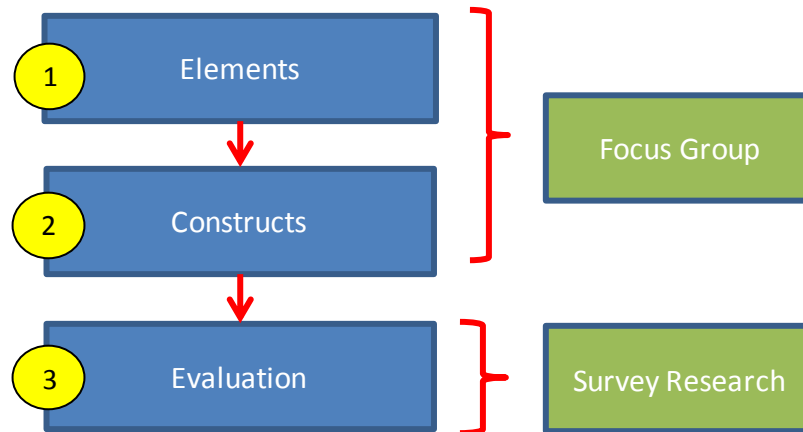 1
Elements
Focus Group
2
Constructs
3
Evaluation
Survey Research